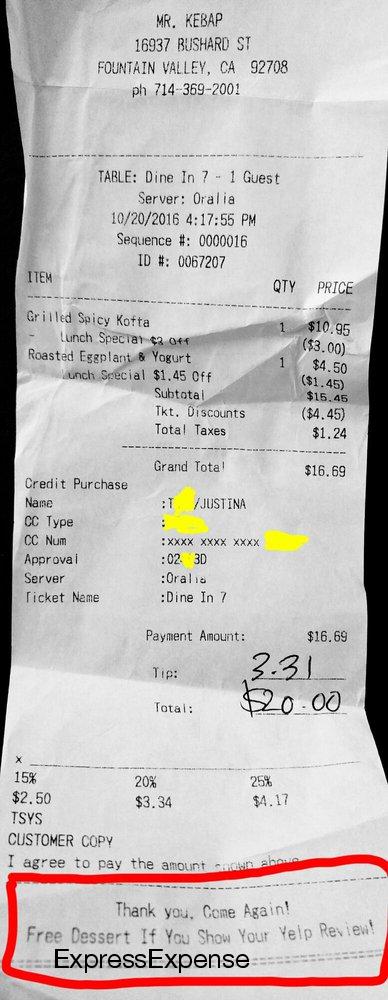 MR. KEBAP
16937 BUSHARD ST
FOUNTAIN VALLEY, CA 92708
ph 714-369-2001
TABLE: Dine In 7 - 1 Guest
Server: Oralia
10/20/2016 4:17:55 PM
Sequence #: 0000016
ID #: 0067207
ITEM QTY PRICE
Grilled Spicy Kofta 1 $10.95
- Lunch Special $3 Off ($3.00)
Roasted Eggplant & Yogurt 1 $4.50
Lunch Special $1.45 Off ($1.45)
Subtotal $15.45
Tkt. Discounts ($4.45)
Total Taxes $1.24
Grand Total $16.69
Credit Purchase
Name :T /JUSTINA
CC Type :
CC Num :xxxx xxxx xxxx
Approval :02 3D
Server :Oralia
Ticket Name :Dine In 7
Payment Amount: $16.69
Tip: 3.31
Total: $20.00
x
15% 20% 25%
$2.50 $3.34 $4.17
TSYS
CUSTOMER COPY
I agree to pay the amount shown above
Thank you, Come Again!
Free Dessert If You Show Your Yelp Review!
ExpressExpense